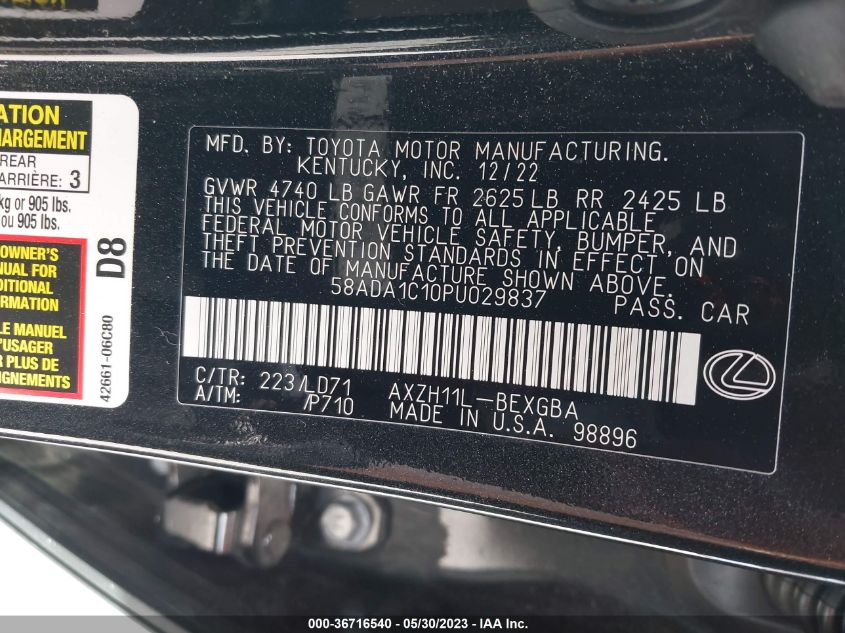 ATION
HARGEMENT
REAR
ARRIÈRE: 3
kg or 905 lbs.
ou 905 lbs.
OWNER'S
NUAL FOR
DITIONAL
ORMATION
LE MANUEL
'USAGER
PLUS DE
IGNEMENTS
D8
42661-06C80
MFD. BY: TOYOTA MOTOR MANUFACTURING.
KENTUCKY, INC. 12/22
GVWR 4740 LB GAWR FR 2625 LB RR 2425 LB
THIS VEHICLE CONFORMS TO ALL APPLICABLE
FEDERAL MOTOR VEHICLE SAFETY, BUMPER, AND
THEFT PREVENTION STANDARDS IN EFFECT ON
THE DATE OF MANUFACTURE SHOWN ABOVE.
58ADA1C10PU029837 PASS. CAR
C/TR: 223/LD71 AXZH11L-BEXGBA
A/TM: /P710 MADE IN U.S.A. 98896
000-36716540 - 05/30/2023 - IAA Inc.